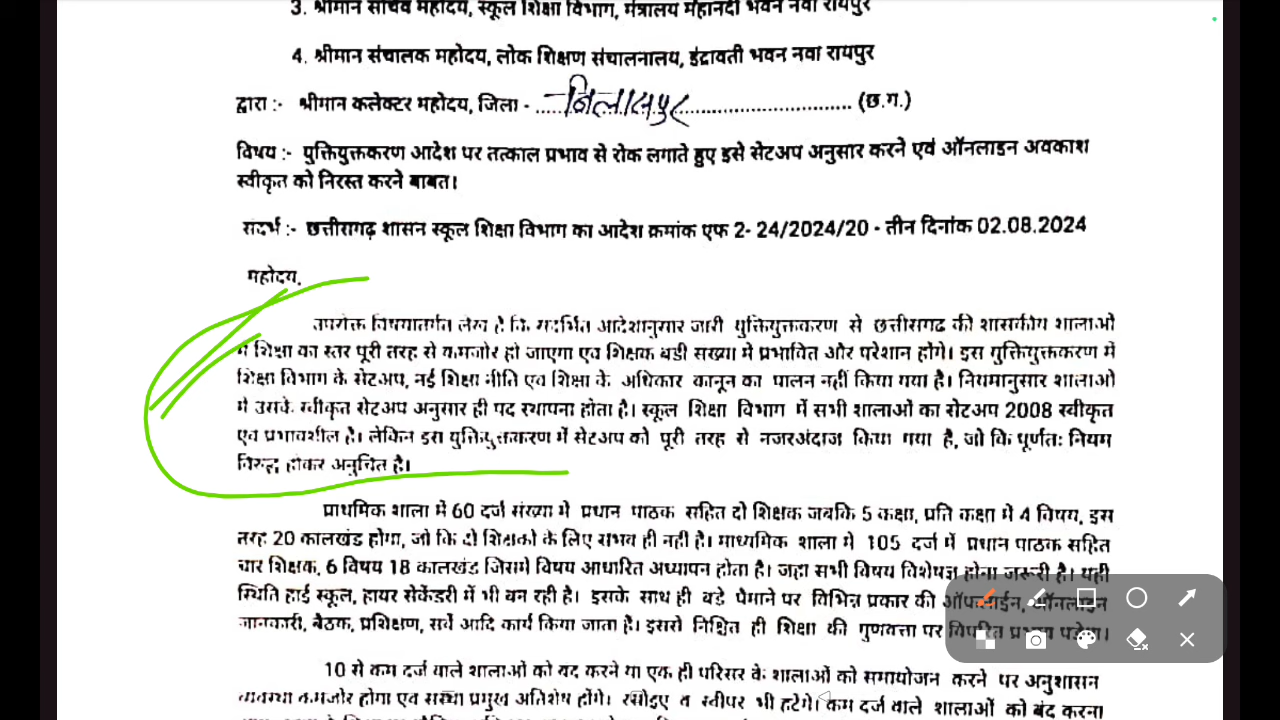 3. श्रीमान सचिव महोदय, स्कूल शिक्षा विभाग, मंत्रालय महानदी भवन नवा रायपुर
4. श्रीमान संचालक महोदय, लोक शिक्षण संचालनालय, इंद्रावती भवन नवा रायपुर
द्वारा :- श्रीमान कलेक्टर महोदय, जिला - ....बिलासपुर............................. (छ.ग.)
विषय :- युक्तियुक्तकरण आदेश पर तत्काल प्रभाव से रोक लगाते हुए इसे सेटअप अनुसार करने एवं ऑनलाइन अवकाश
स्वीकृत को निरस्त करने बाबत।
संदर्भ :- छत्तीसगढ़ शासन स्कूल शिक्षा विभाग का आदेश क्रमांक एफ 2- 24/2024/20 - तीन दिनांक 02.08.2024
महोदय,
उपरोक्त विषयांतर्गत लेख है कि संदर्भित आदेशानुसार जारी युक्तियुक्तकरण से छत्तीसगढ की शासकीय शालाओं
में शिक्षा का स्तर पूरी तरह से कमजोर हो जाएगा एवं शिक्षक बडी संख्या में प्रभावित और परेशान होंगे। इस युक्तियुक्तकरण में
शिक्षा विभाग के सेटअप, नई शिक्षा नीति एवं शिक्षा के अधिकार कानून का पालन नहीं किया गया है। नियमानुसार शालाओं
में उसके स्वीकृत सेटअप अनुसार ही पद स्थापना होता है। स्कूल शिक्षा विभाग में सभी शालाओं का सेटअप 2008 स्वीकृत
एवं प्रभावशील है। लेकिन इस युक्तियुक्तकरण में सेटअप को पूरी तरह से नजरअंदाज किया गया है, जो कि पूर्णतः नियम
विरुद्ध होकर अनुचित है।
प्राथमिक शाला में 60 दर्ज संख्या में प्रधान पाठक सहित दो शिक्षक जबकि 5 कक्षा, प्रति कक्षा में 4 विषय, इस
तरह 20 कालखंड होगा, जो कि दो शिक्षकों के लिए संभव ही नहीं है। माध्यमिक शाला में 105 दर्ज में प्रधान पाठक सहित
चार शिक्षक, 6 विषय 18 कालखंड जिसमें विषय आधारित अध्यापन होता है। जहां सभी विषय विशेषज्ञ होना जरूरी है। यही
स्थिति हाई स्कूल, हायर सेकेंडरी में भी बन रही है। इसके साथ ही बड़े पैमाने पर विभिन्न प्रकार की ऑफलाईन, ऑनलाइन
जानकारी, बैठक, प्रशिक्षण, सर्वे आदि कार्य किया जाता है। इससे निश्चित ही शिक्षा की गुणवत्ता पर विपरित प्रभाव पडेगा।
10 से कम दर्ज वाले शालाओं को बंद करने या एक ही परिसर के शालाओं को समायोजन करने पर अनुशासन
व्यवस्था कमजोर होगा एवं संस्था प्रमुख अतिशेष होंगे। रसोइए व स्वीपर भी हटेंगे। कम दर्ज वाले शालाओं को बंद करना